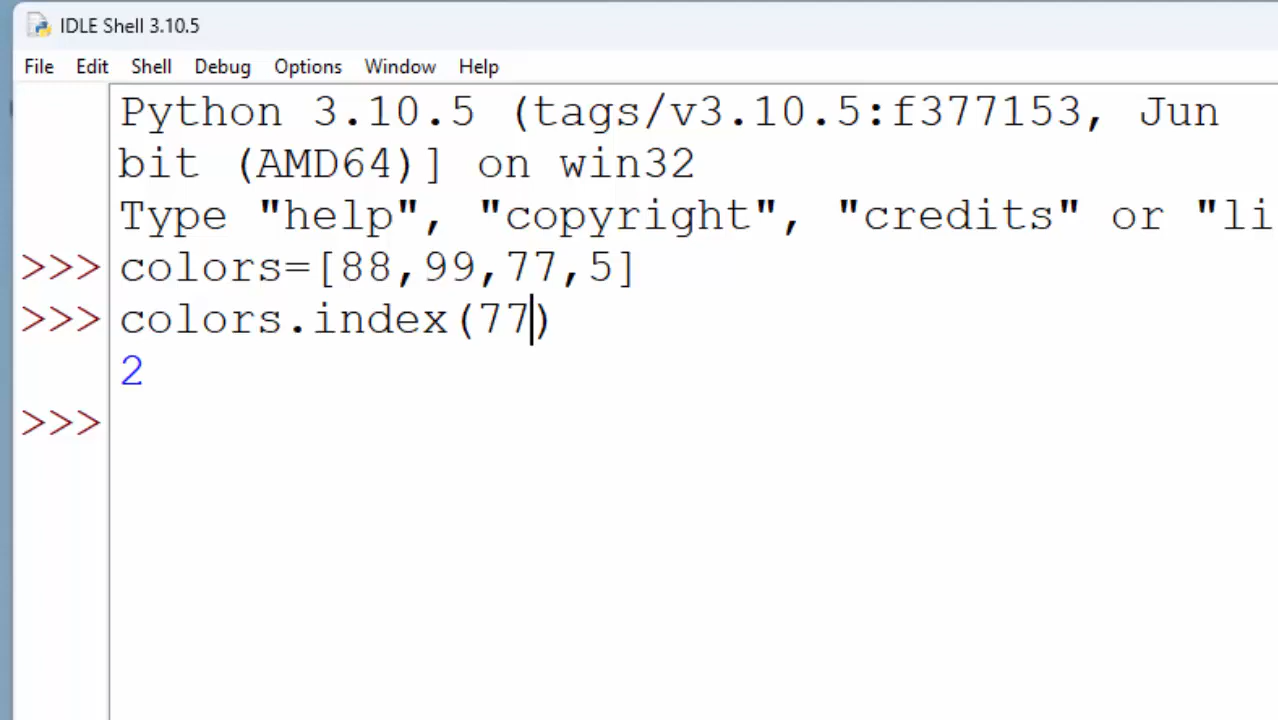 IDLE Shell 3.10.5
File Edit Shell Debug Options Window Help
Python 3.10.5 (tags/v3.10.5:f377153, Jun
bit (AMD64)] on win32
Type "help", "copyright", "credits" or "li
>>> colors=[88,99,77,5]
>>> colors.index(77)
2
>>>